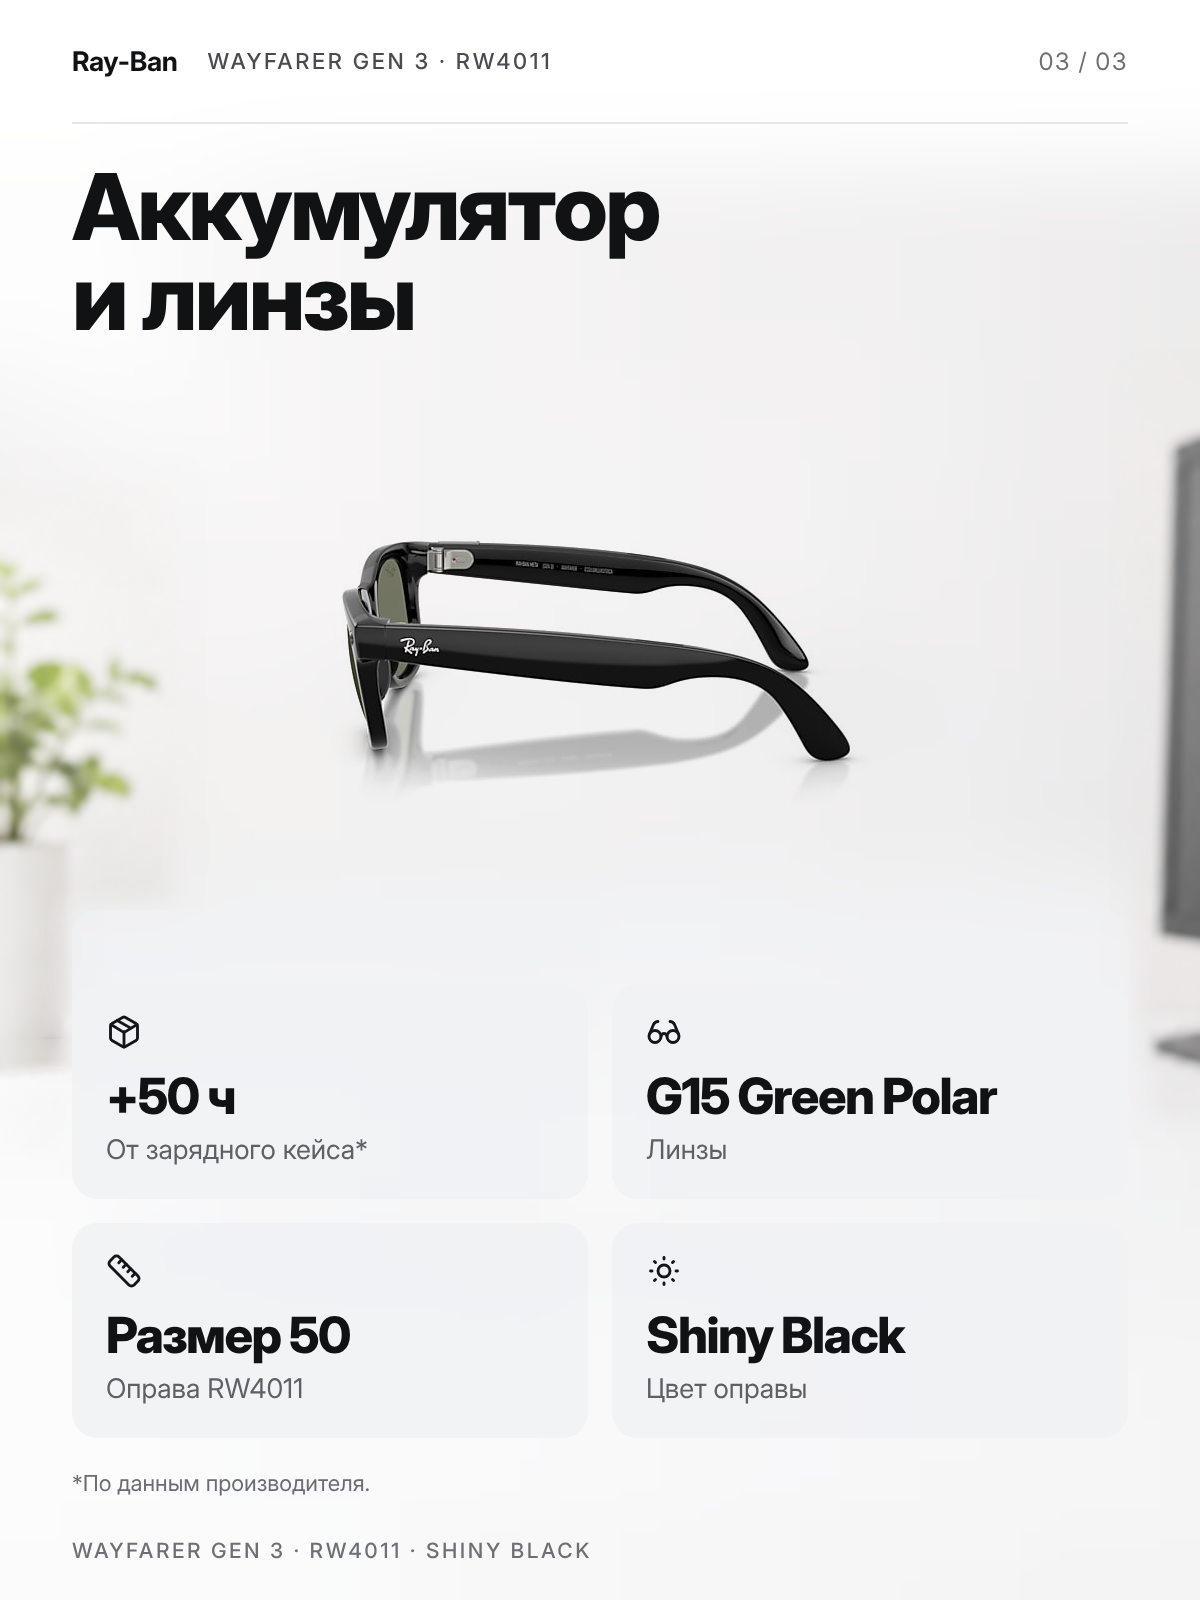 Ray-Ban WAYFARER GEN 3 · RW4011 03 / 03
Аккумулятор
и линзы
Ray-Ban
+50 ч
От зарядного кейса*
G15 Green Polar
Линзы
Размер 50
Оправа RW4011
Shiny Black
Цвет оправы
*По данным производителя.
WAYFARER GEN 3 · RW4011 · SHINY BLACK